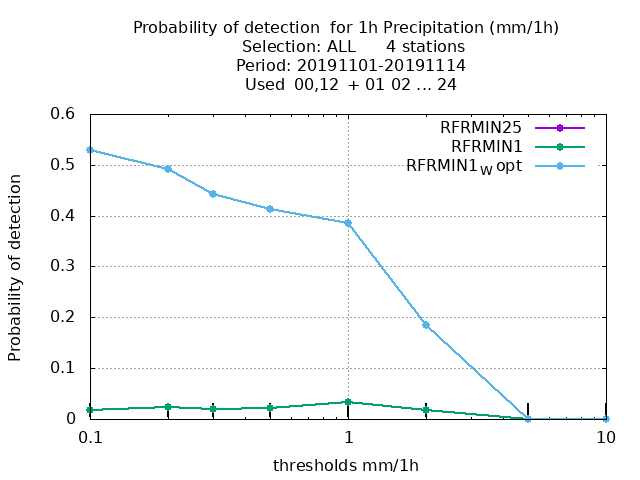 Probability of detection  for 1h Precipitation (mm/1h)
Selection: ALL      4 stations
Period: 20191101-20191114
Used  00,12  + 01 02 ... 24
RFRMIN25
RFRMIN1
RFRMIN1W opt
0.6
0.5
0.4
0.3
0.2
0.1
0
Probability of detection
0.1 1 10
thresholds mm/1h